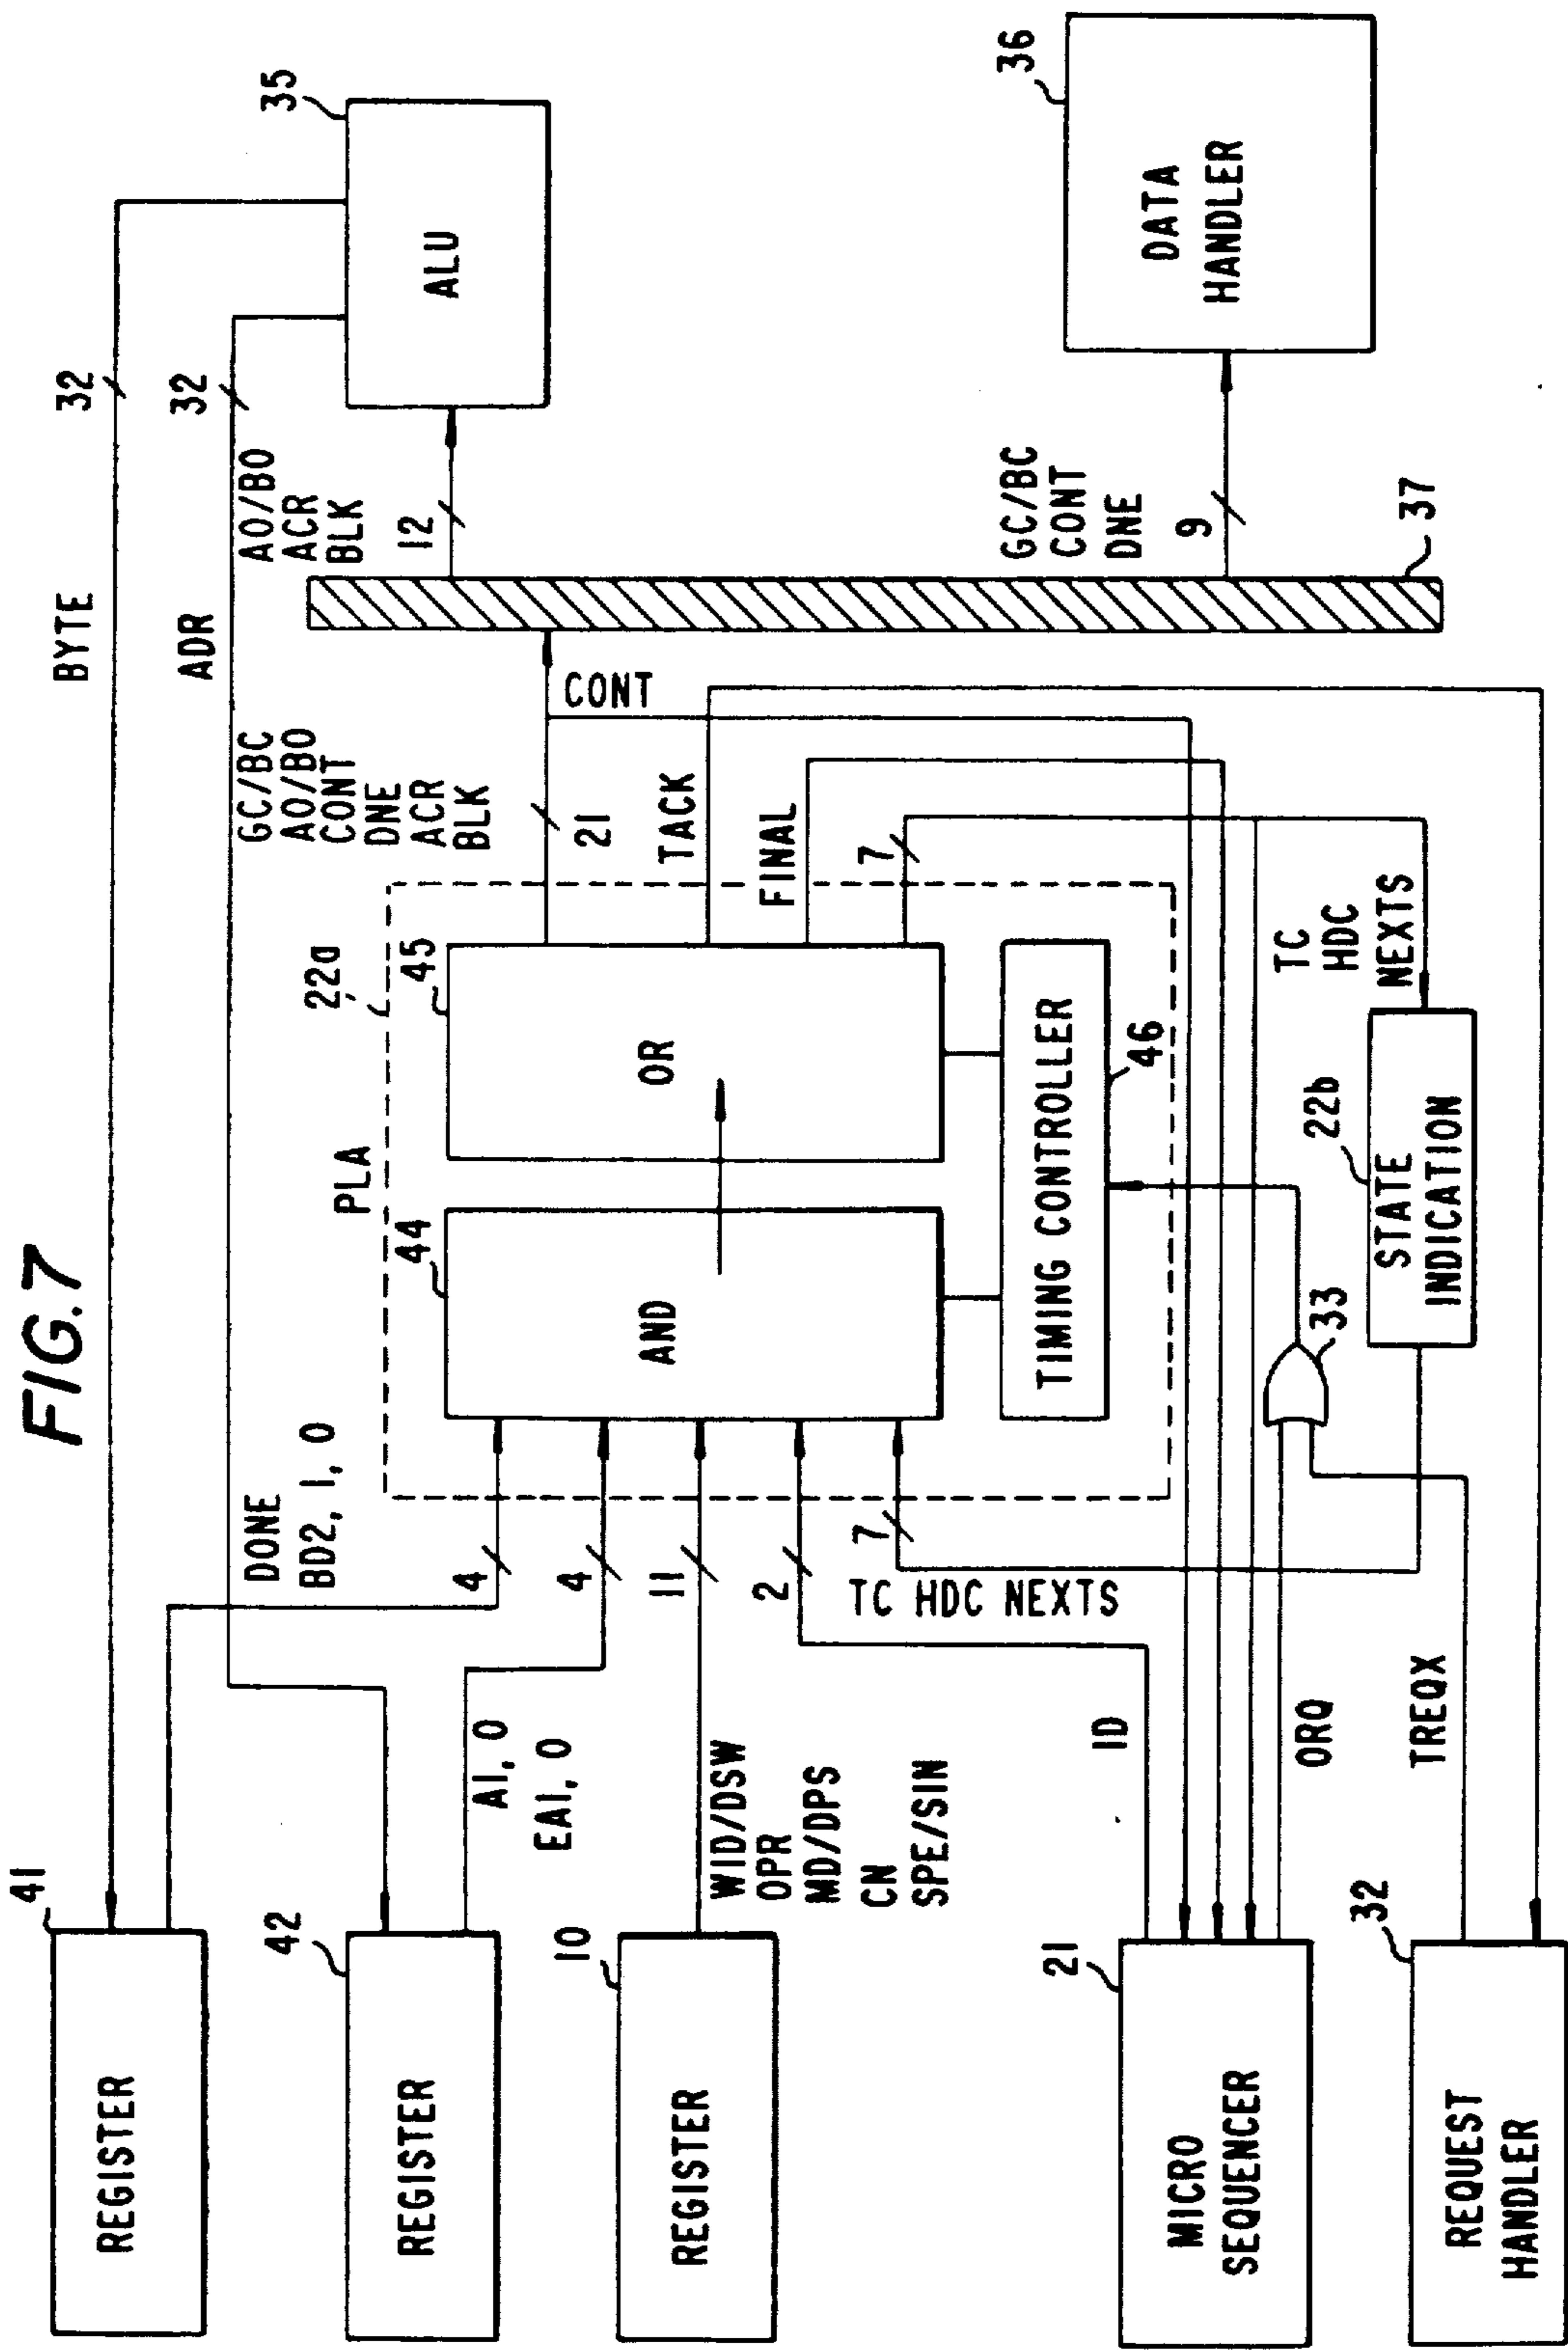 FIG.7
41
REGISTER
42
REGISTER
10
REGISTER
21
MICRO
SEQUENCER
32
REQUEST
HANDLER
BYTE
32
ADR
32
DONE
BD2, 1, 0
4
A1, 0
EA1, 0
4
WID/DSW
OPR
MD/DPS
CN
SPE/SIN
11
ID
2
7
TC HDC NEXTS
ORQ
TREQX
33
PLA
22a
44
AND
45
OR
TIMING CONTROLLER
46
22b
STATE
INDICATION
GC/BC
AO/BO
CONT
DNE
ACR
BLK
21
CONT
TACK
FINAL
7
TC
HDC
NEXTS
37
AO/BO
ACR
BLK
12
35
ALU
GC/BC
CONT
DNE
9
36
DATA
HANDLER